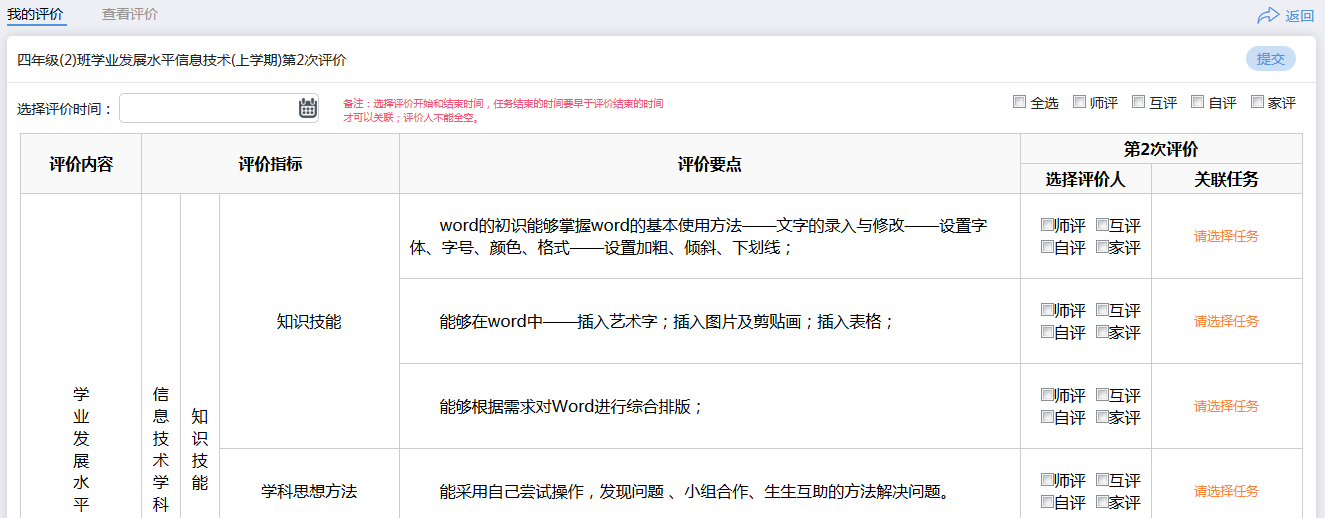 我的评价 查看评价 返回
四年级(2)班学业发展水平信息技术(上学期)第2次评价 提交
选择评价时间： 备注：选择评价开始和结束时间，任务结束的时间要早于评价结束的时间
才可以关联；评价人不能全空。
全选 师评 互评 自评 家评
评价内容 评价指标 评价要点 第2次评价
选择评价人 关联任务
word的初识能够掌握word的基本使用方法——文字的录入与修改——设置字
体、字号、颜色、格式——设置加粗、倾斜、下划线；
师评 互评
自评 家评
请选择任务
知识技能
能够在word中——插入艺术字；插入图片及剪贴画；插入表格；
师评 互评
自评 家评
请选择任务
能够根据需求对Word进行综合排版；
师评 互评
自评 家评
请选择任务
学业发展水平
信息技术学科
知识技能
学科思想方法
能采用自己尝试操作，发现问题 、小组合作、生生互助的方法解决问题。
师评 互评
自评 家评
请选择任务